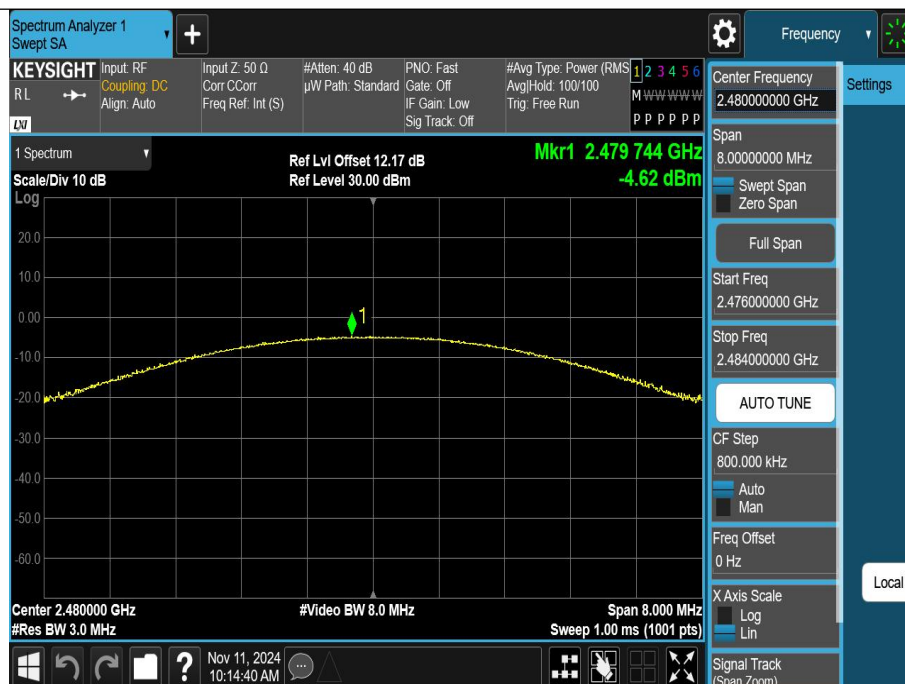 Spectrum Analyzer 1
Swept SA
+
Frequency
KEYSIGHT
RL
LXI
Input: RF
Coupling: DC
Align: Auto
Input Z: 50 Ω
Corr CCorr
Freq Ref: Int (S)
#Atten: 40 dB
µW Path: Standard
PNO: Fast
Gate: Off
IF Gain: Low
Sig Track: Off
#Avg Type: Power (RMS
Avg|Hold: 100/100
Trig: Free Run
1 2 3 4 5 6
M W W W W W
P P P P P P
1 Spectrum
Scale/Div 10 dB
Log
Ref Lvl Offset 12.17 dB
Ref Level 30.00 dBm
Mkr1 2.479 744 GHz
-4.62 dBm
20.0
10.0
0.00
-10.0
-20.0
-30.0
-40.0
-50.0
-60.0
1
Center 2.480000 GHz
#Res BW 3.0 MHz
#Video BW 8.0 MHz
Span 8.000 MHz
Sweep 1.00 ms (1001 pts)
?
Nov 11, 2024
10:14:40 AM
Center Frequency
2.480000000 GHz
Span
8.00000000 MHz
Swept Span
Zero Span
Full Span
Start Freq
2.476000000 GHz
Stop Freq
2.484000000 GHz
AUTO TUNE
CF Step
800.000 kHz
Auto
Man
Freq Offset
0 Hz
X Axis Scale
Log
Lin
Signal Track
(Span Zoom)
Settings
Local